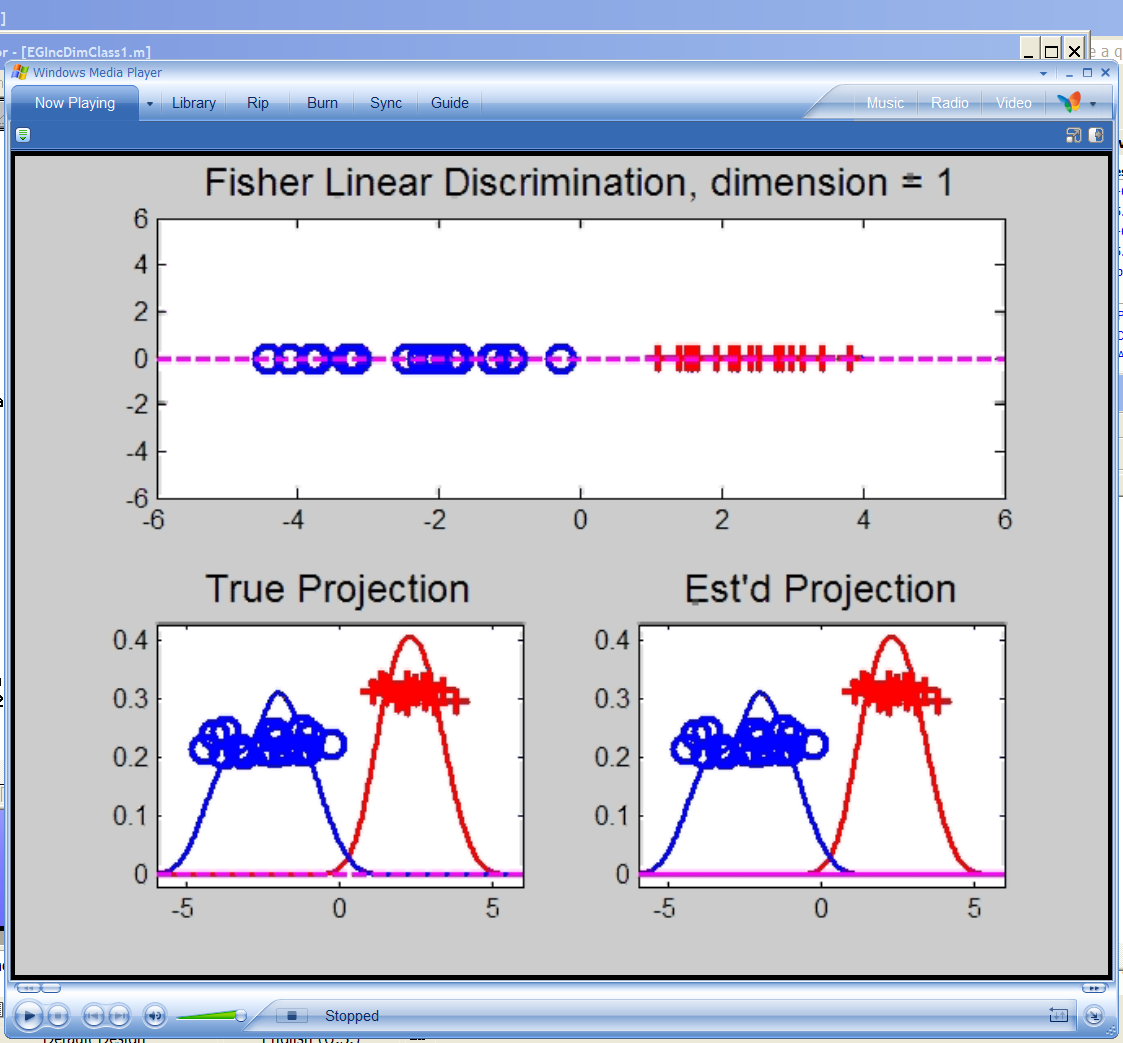 ]
or - [EGIncDimClass1.m]
e a q
Windows Media Player
Now Playing Library Rip Burn Sync Guide Music Radio Video
Fisher Linear Discrimination, dimension = 1
6
4
2
0
-2
-4
-6
-6 -4 -2 0 2 4 6
True Projection Est'd Projection
0.4 0.4
0.3 0.3
0.2 0.2
0.1 0.1
0 0
-5 0 5 -5 0 5
Stopped
Default Design